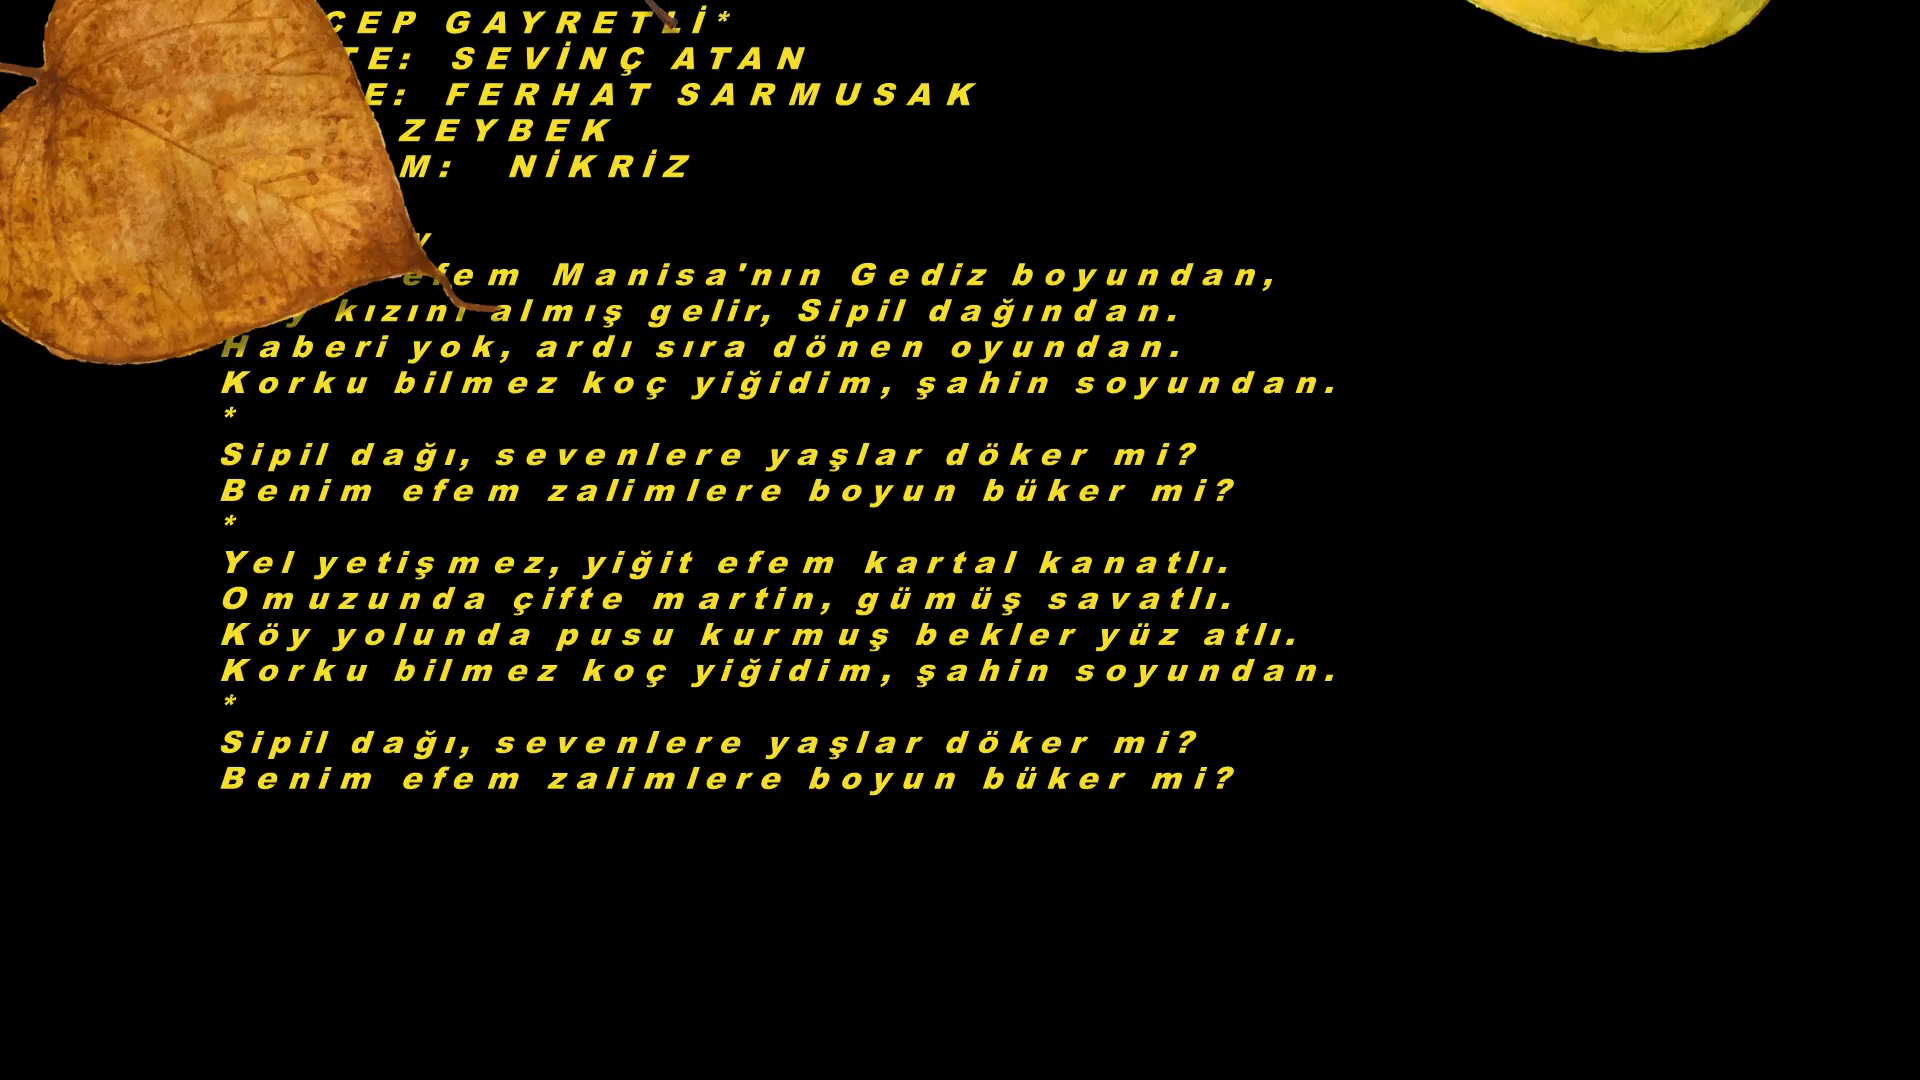 GAYRETLİ*
SEVİNÇ ATAN
FERHAT SARMUSAK
ZEYBEK
NİKRİZ
efem Manisa'nın Gediz boyundan,
kızını almış gelir, Sipil dağından.
Haberi yok, ardı sıra dönen oyundan.
Korku bilmez koç yiğidim, şahin soyundan.
*
Sipil dağı, sevenlere yaşlar döker mi?
Benim efem zalimlere boyun büker mi?
*
Yel yetişmez, yiğit efem kartal kanatlı.
Omuzunda çifte martin, gümüş savatlı.
Köy yolunda pusu kurmuş bekler yüz atlı.
Korku bilmez koç yiğidim, şahin soyundan.
*
Sipil dağı, sevenlere yaşlar döker mi?
Benim efem zalimlere boyun büker mi?